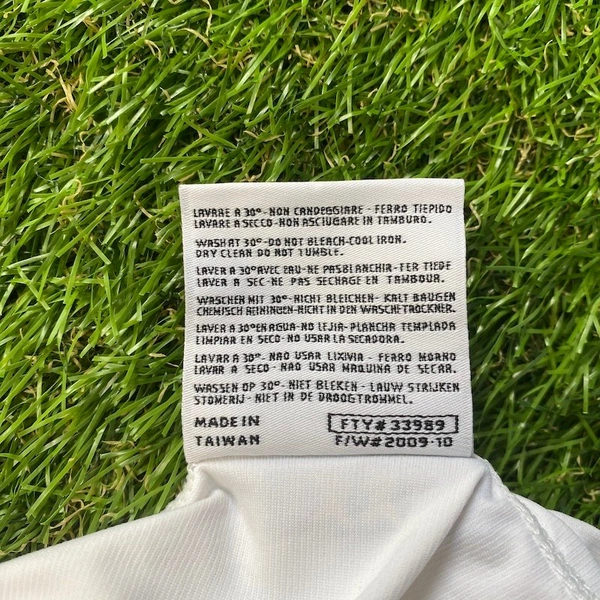 LAVARE A 30°-NON CANDEGGIARE - FERRO TIEPIDO
LAVARE A SECCO-NON ASCIUGARE IN TAMBURO.
WASH AT 30°-DO NOT BLEACH-COOL IRON.
DRY CLEAN DO NOT TUMBLE.
LAVER A 30°AVEC EAU-NE PASBLANCHIR-FER TIEDE
LAVER A SEC-NE PAS SECHAGE EN TAMBOUR.
WASCHEN MIT 30°-NICHT BLEICHEN- KALT BAUGEN
CHEMISCH REINIGEN-NICHT IN DEN WASCHETROCKNER.
LAVER A 30°EN AGUA-NO LEJIA-PLANCHA TEMPLADA
LIMPIAR EN SECO-NO USAR LA SECADORA.
LAVAR A 30°- NAO USAR LIXIVIA - FERRO MORNO
LAVAR A SECO - NAO USAR MAQUINA DE SECAR.
WASSEN OP 30°-NIET BLEKEN - LAUW STRIJKEN
STOMERIJ - NIET IN DE DROOGTROMMEL.
MADE IN FTY# 33989
TAIWAN F/W# 2009-10